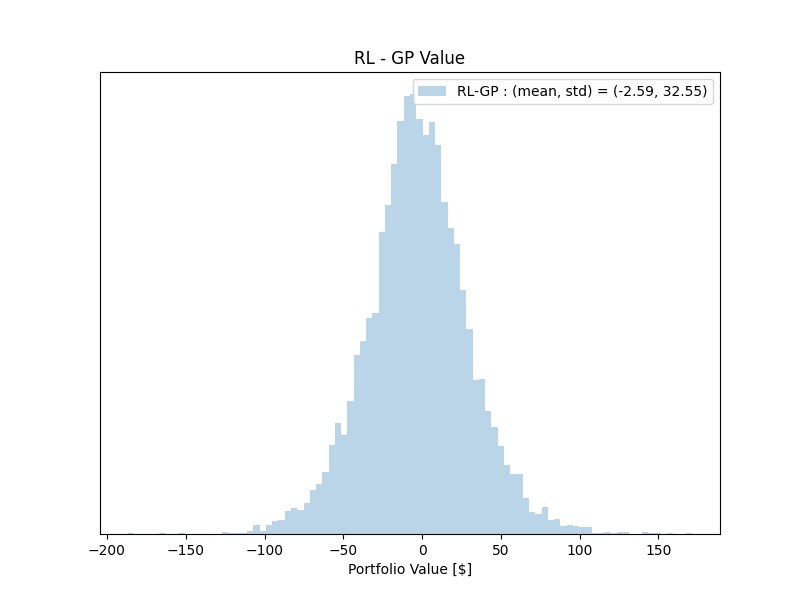 RL - GP Value
RL-GP : (mean, std) = (-2.59, 32.55)
−200 −150 −100 −50 0 50 100 150
Portfolio Value [$]